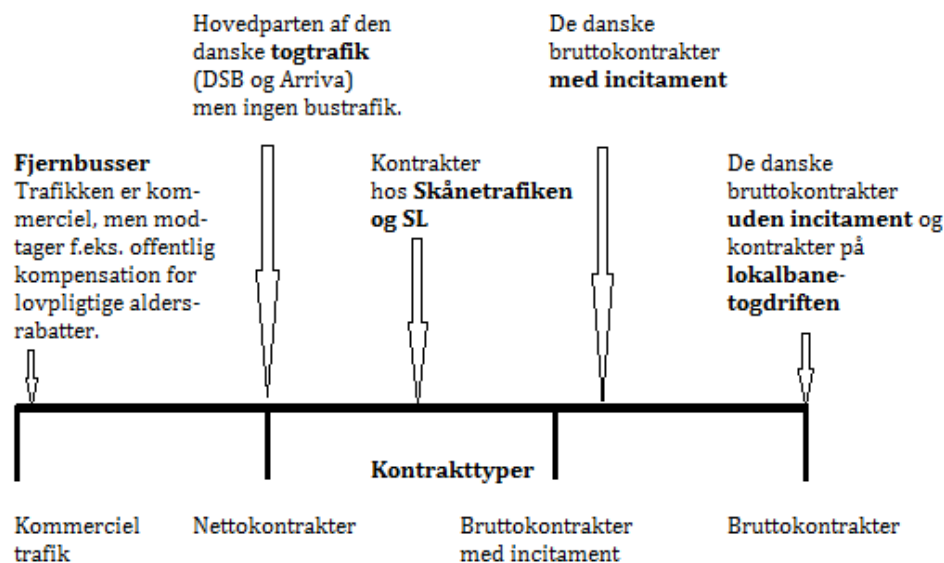 Hovedparten af den
danske togtrafik
(DSB og Arriva)
men ingen bustrafik.
De danske
bruttokontrakter
med incitament
Fjernbusser
Trafikken er kom-
merciel, men mod-
tager f.eks. offentlig
kompensation for
lovpligtige alders-
rabatter.
Kontrakter
hos Skånetrafiken
og SL
De danske
bruttokontrakter
uden incitament og
kontrakter på
lokalbane-
togdriften
Kontrakttyper
Kommerciel
trafik
Nettokontrakter
Bruttokontrakter
med incitament
Bruttokontrakter